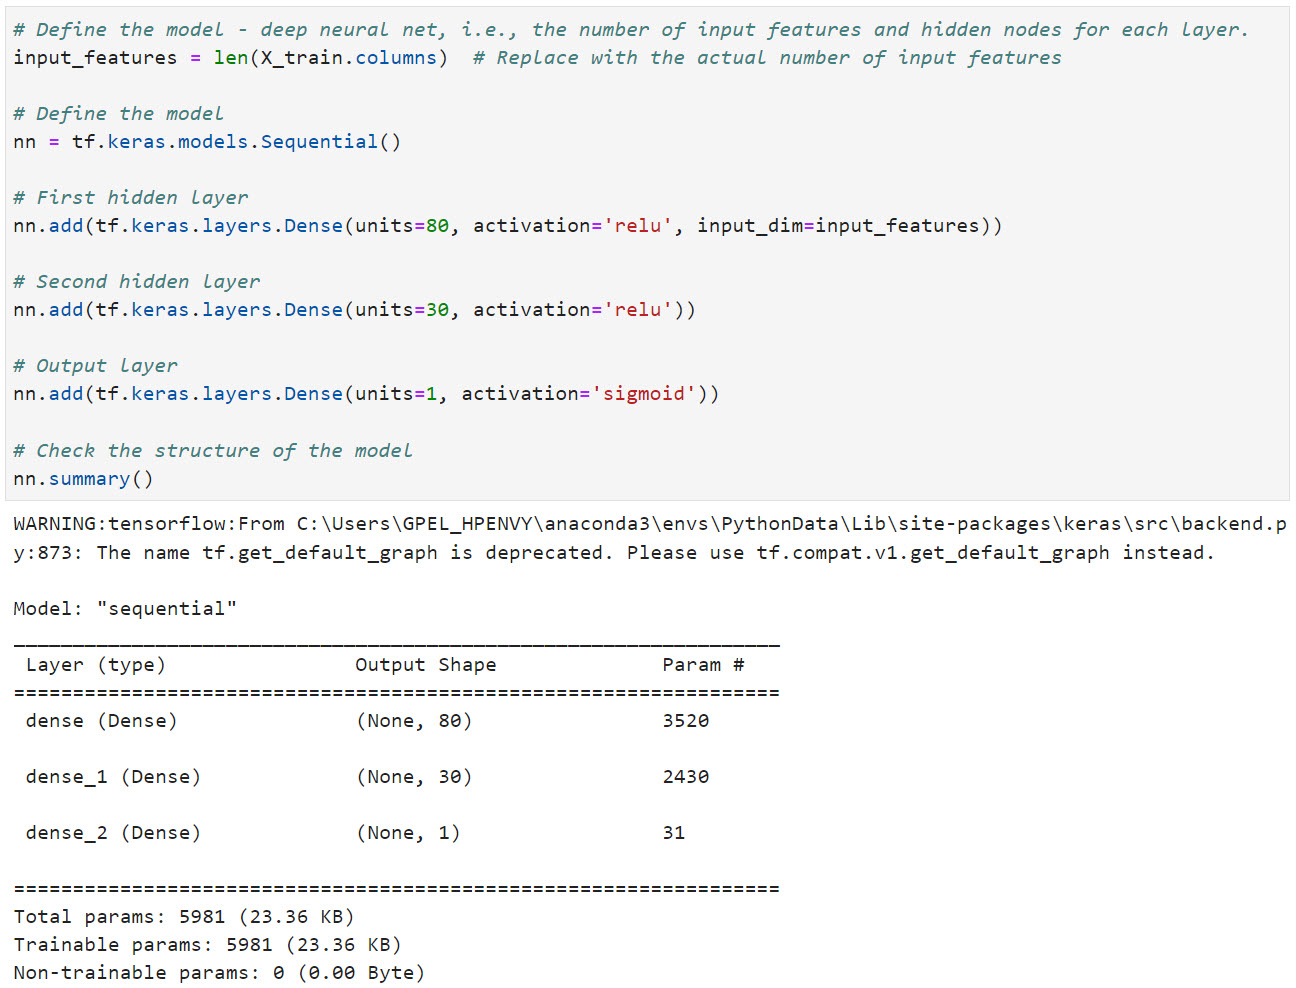 # Define the model - deep neural net, i.e., the number of input features and hidden nodes for each layer.
input_features = len(X_train.columns)  # Replace with the actual number of input features
# Define the model
nn = tf.keras.models.Sequential()
# First hidden layer
nn.add(tf.keras.layers.Dense(units=80, activation='relu', input_dim=input_features))
# Second hidden layer
nn.add(tf.keras.layers.Dense(units=30, activation='relu'))
# Output layer
nn.add(tf.keras.layers.Dense(units=1, activation='sigmoid'))
# Check the structure of the model
nn.summary()
WARNING:tensorflow:From C:\Users\GPEL_HPENVY\anaconda3\envs\PythonData\Lib\site-packages\keras\src\backend.p
y:873: The name tf.get_default_graph is deprecated. Please use tf.compat.v1.get_default_graph instead.
Model: "sequential"
_________________________________________________________________
Layer (type) Output Shape Param #
=================================================================
dense (Dense) (None, 80) 3520
dense_1 (Dense) (None, 30) 2430
dense_2 (Dense) (None, 1) 31
=================================================================
Total params: 5981 (23.36 KB)
Trainable params: 5981 (23.36 KB)
Non-trainable params: 0 (0.00 Byte)